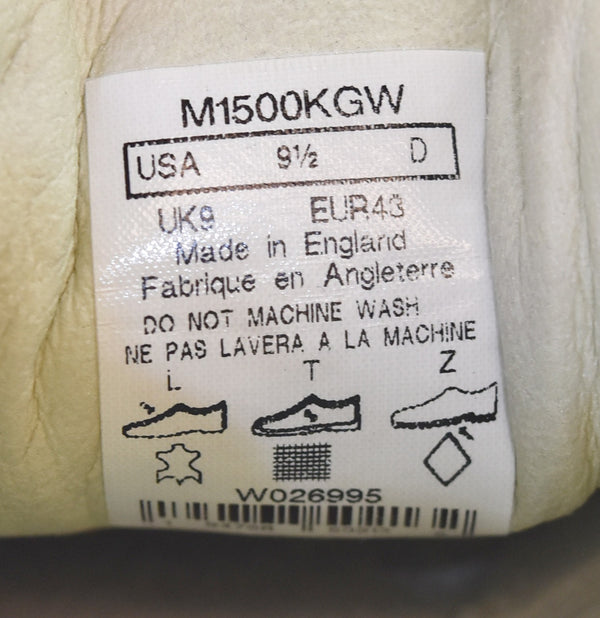 M1500KGW
USA 9½ D
UK9 EUR43
Made in England
Fabrique en Angleterre
DO NOT MACHINE WASH
NE PAS LAVERA A LA MACHINE
L T Z
W026995